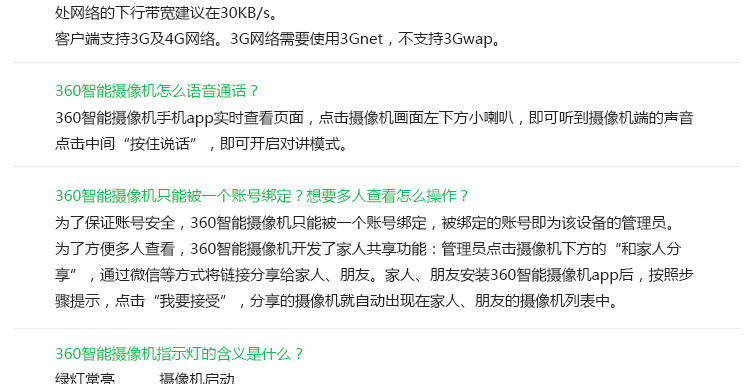 处网络的下行带宽建议在30KB/s。
客户端支持3G及4G网络。3G网络需要使用3Gnet，不支持3Gwap。
360智能摄像机怎么语音通话？
360智能摄像机手机app实时查看页面，点击摄像机画面左下方小喇叭，即可听到摄像机端的声音
点击中间“按住说话”，即可开启对讲模式。
360智能摄像机只能被一个账号绑定？想要多人查看怎么操作？
为了保证账号安全，360智能摄像机只能被一个账号绑定，被绑定的账号即为该设备的管理员。
为了方便多人查看，360智能摄像机开发了家人共享功能：管理员点击摄像机下方的“和家人分
享”，通过微信等方式将链接分享给家人、朋友。家人、朋友安装360智能摄像机app后，按照步
骤提示，点击“我要接受”，分享的摄像机就自动出现在家人、朋友的摄像机列表中。
360智能摄像机指示灯的含义是什么？
绿灯常亮 摄像机启动